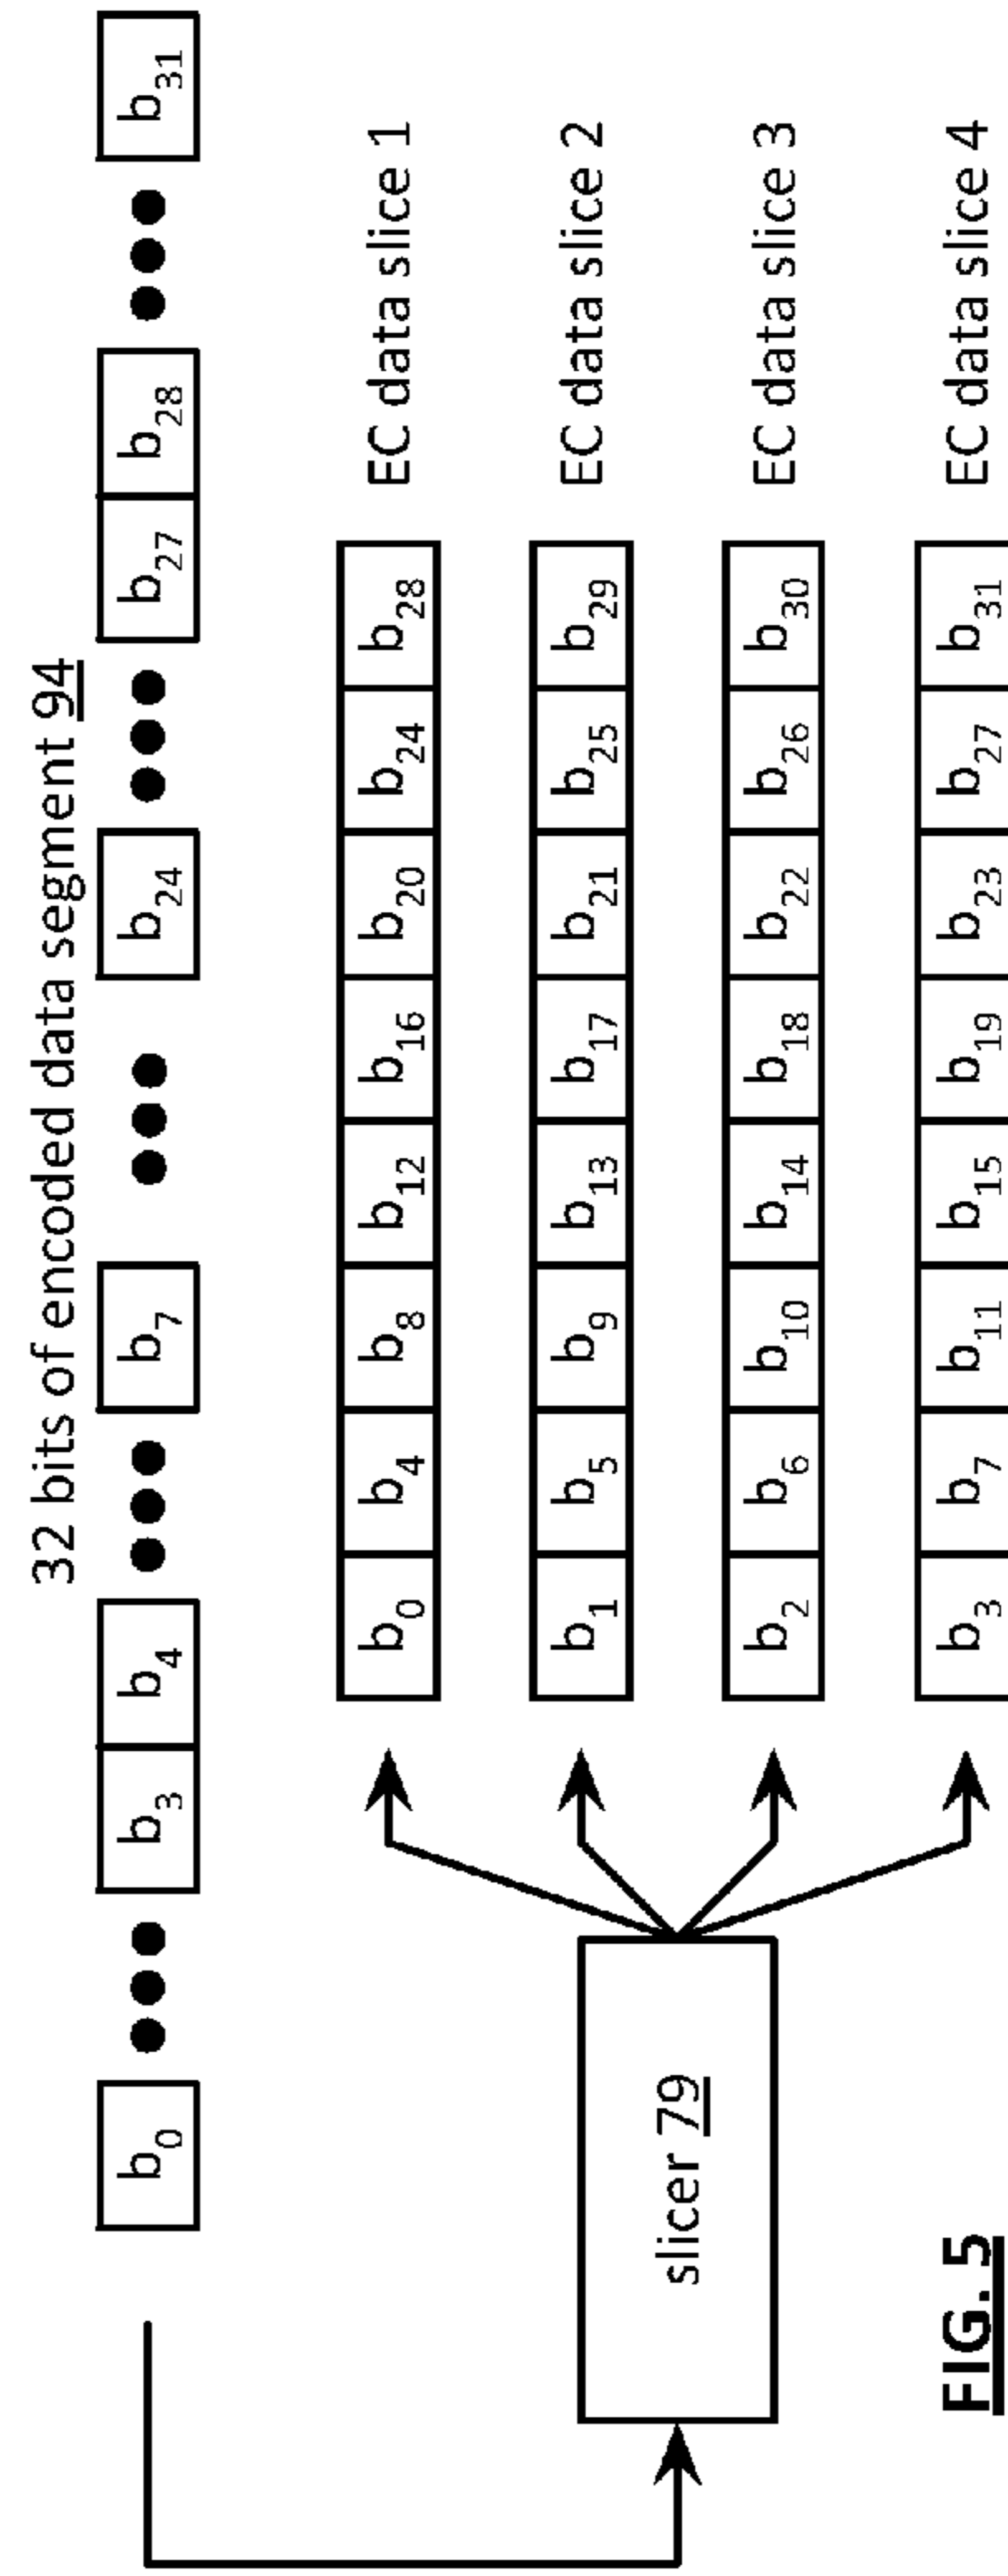 32 bits of encoded data segment 94
b0 ••• b3 b4 ••• b7 ••• b24 ••• b27 b28 ••• b31
b0 b4 b8 b12 b16 b20 b24 b28 EC data slice 1
b1 b5 b9 b13 b17 b21 b25 b29 EC data slice 2
slicer 79
b2 b6 b10 b14 b18 b22 b26 b30 EC data slice 3
b3 b7 b11 b15 b19 b23 b27 b31 EC data slice 4
FIG. 5